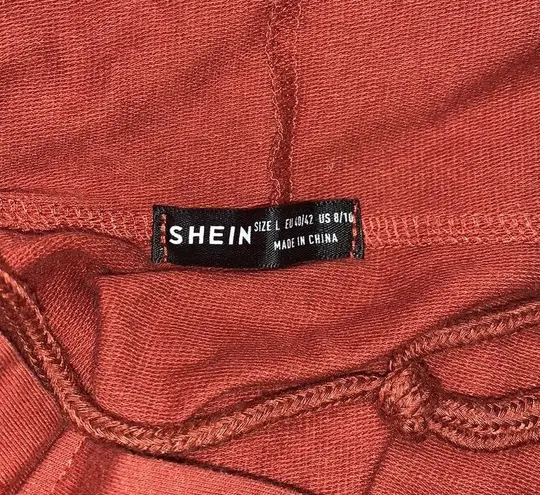 SHEIN
SIZE L EU 40/42 US 8/10
MADE IN CHINA